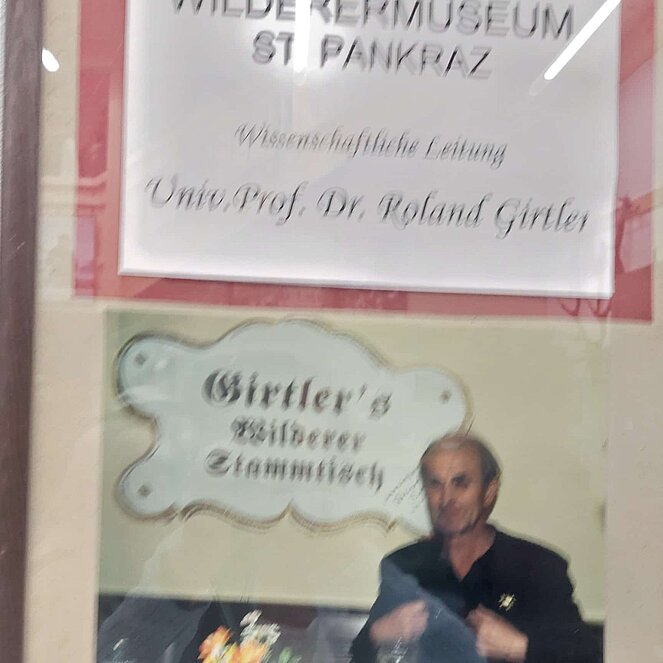 WILDERERMUSEUM
ST. PANKRAZ
Wissenschaftliche Leitung
Univ.Prof. Dr. Roland Girtler
Girtler's
Wilderer
Stammtisch